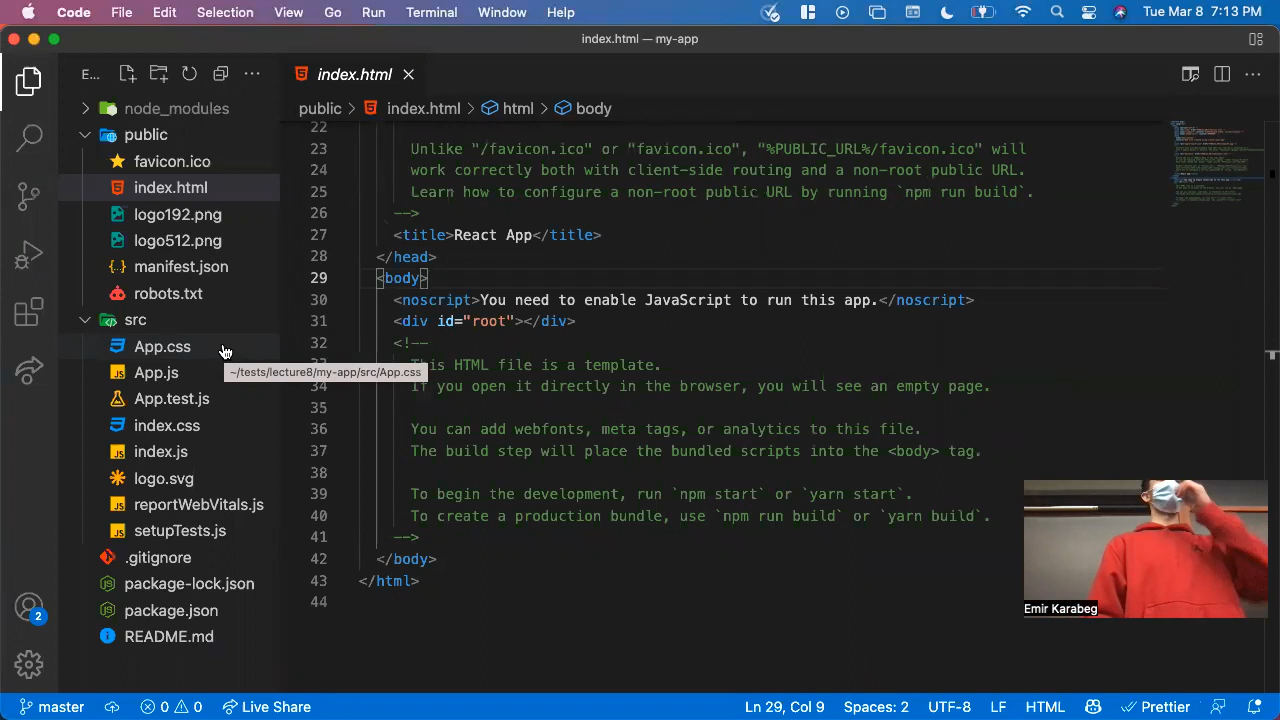 Code File Edit Selection View Go Run Terminal Window Help Tue Mar 8 7:13 PM
index.html — my-app
E...
index.html
public > index.html > html > body
node_modules
public
favicon.ico
index.html
logo192.png
logo512.png
manifest.json
robots.txt
src
App.css
~/tests/lecture8/my-app/src/App.css
App.js
App.test.js
index.css
index.js
logo.svg
reportWebVitals.js
setupTests.js
.gitignore
package-lock.json
package.json
README.md
22
23 Unlike "/favicon.ico" or "favicon.ico", "%PUBLIC_URL%/favicon.ico" will
24 work correctly both with client-side routing and a non-root public URL.
25 Learn how to configure a non-root public URL by running `npm run build`.
26 -->
27 <title>React App</title>
28 </head>
29 <body>
30 <noscript>You need to enable JavaScript to run this app.</noscript>
31 <div id="root"></div>
32 <!--
33 This HTML file is a template.
34 If you open it directly in the browser, you will see an empty page.
35
36 You can add webfonts, meta tags, or analytics to this file.
37 The build step will place the bundled scripts into the <body> tag.
38
39 To begin the development, run `npm start` or `yarn start`.
40 To create a production bundle, use `npm run build` or `yarn build`.
41 -->
42 </body>
43 </html>
44
Emir Karabeg
2
master 0 0 Live Share Ln 29, Col 9 Spaces: 2 UTF-8 LF HTML Prettier